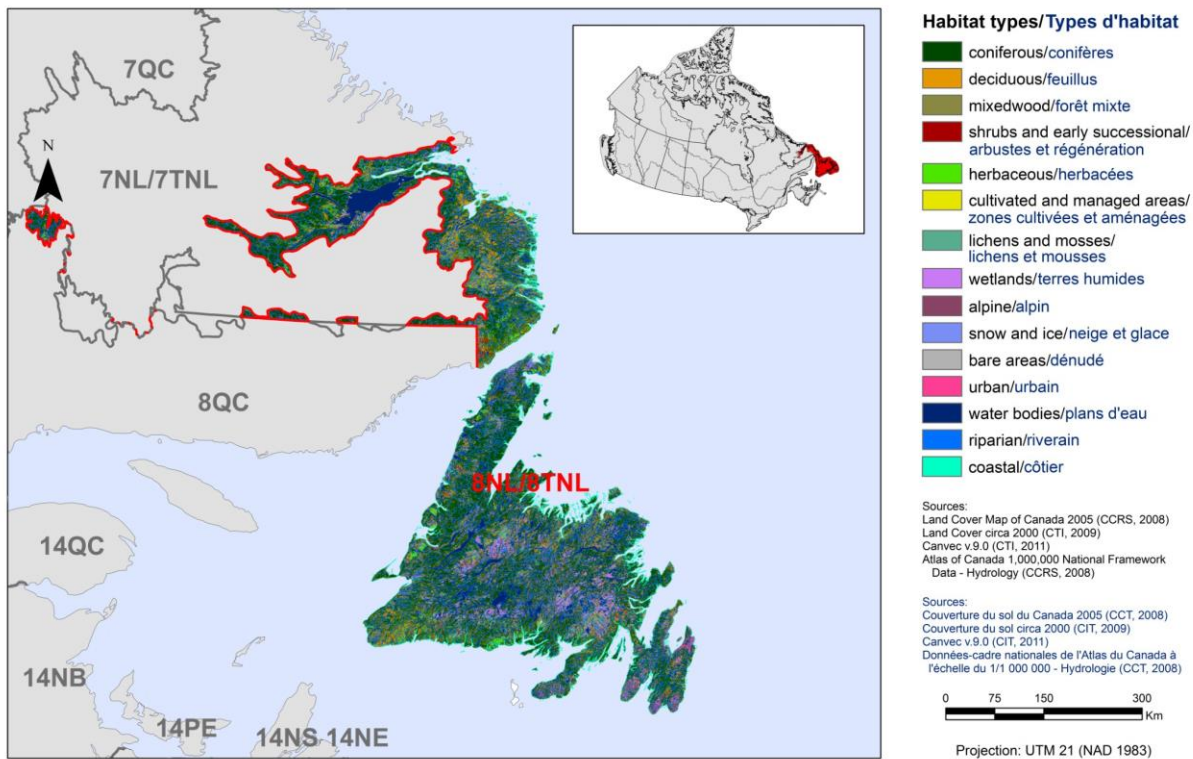 7QC
N
7NL/7TNL
8QC
8NL/8TNL
14QC
14NB
14PE
14NS 14NE
Habitat types/Types d'habitat
coniferous/conifères
deciduous/feuillus
mixedwood/forêt mixte
shrubs and early successional/
arbustes et régénération
herbaceous/herbacées
cultivated and managed areas/
zones cultivées et aménagées
lichens and mosses/
lichens et mousses
wetlands/terres humides
alpine/alpin
snow and ice/neige et glace
bare areas/dénudé
urban/urbain
water bodies/plans d'eau
riparian/riverain
coastal/côtier
Sources:
Land Cover Map of Canada 2005 (CCRS, 2008)
Land Cover circa 2000 (CTI, 2009)
Canvec v.9.0 (CTI, 2011)
Atlas of Canada 1,000,000 National Framework
Data - Hydrology (CCRS, 2008)
Sources:
Couverture du sol du Canada 2005 (CCT, 2008)
Couverture du sol circa 2000 (CIT, 2009)
Canvec v.9.0 (CIT, 2011)
Données-cadre nationales de l'Atlas du Canada à
l'échelle du 1/1 000 000 - Hydrologie (CCT, 2008)
0 75 150 300
Km
Projection: UTM 21 (NAD 1983)